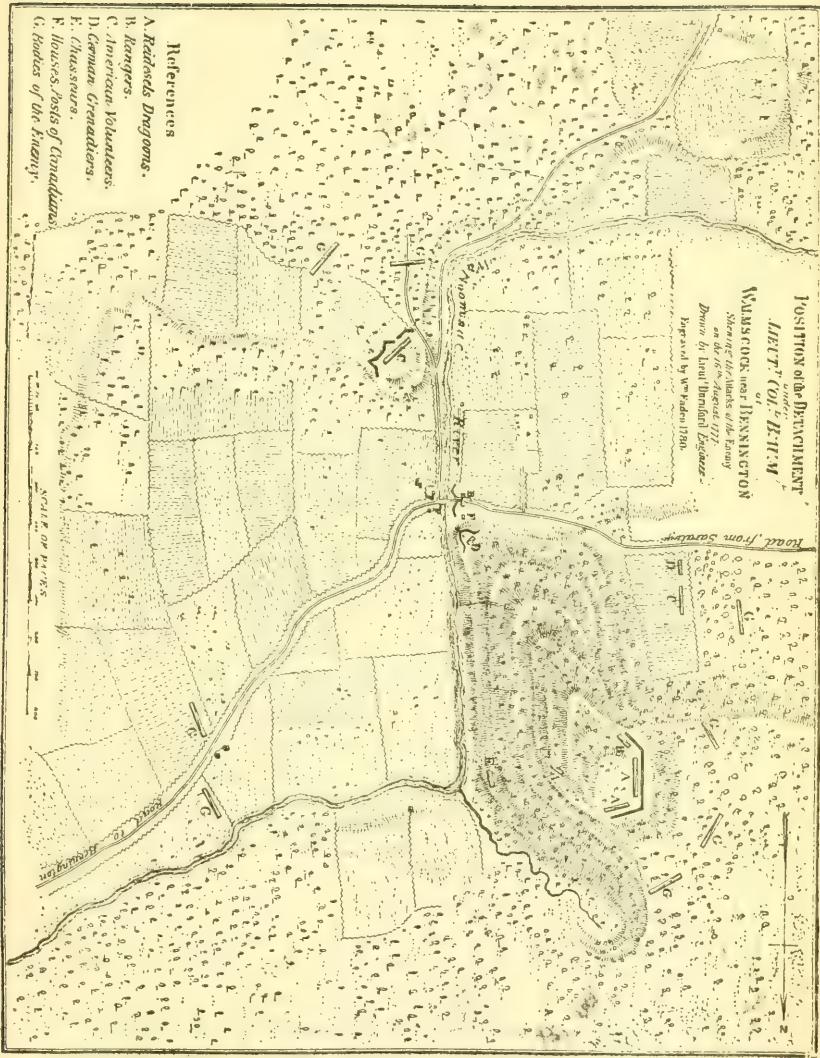 POSITION of the DETACHMENT
under
LIEUT.T COL.L BAUM
at
WALMSCOCK near BENNINGTON
Shewing the Attacks of the Enemy
on the 16th August 1777.
Drawn by Lieut. Durnford Engineer.
Engraved by Wm. Faden 1780.
Road from Saratoga
River
Road to Bennington
References
A. Readesels Dragoons.
B. Rangers.
C. American Volunteers.
D. German Grenadiers.
E. Chasseurs.
F. Houses, Posts of Canadians
G. Bodies of the Enemy.
SCALE OF PACES
G
G
C
B
F
F
D
D
C
G
G
B
A
A
E
G
G
G
G